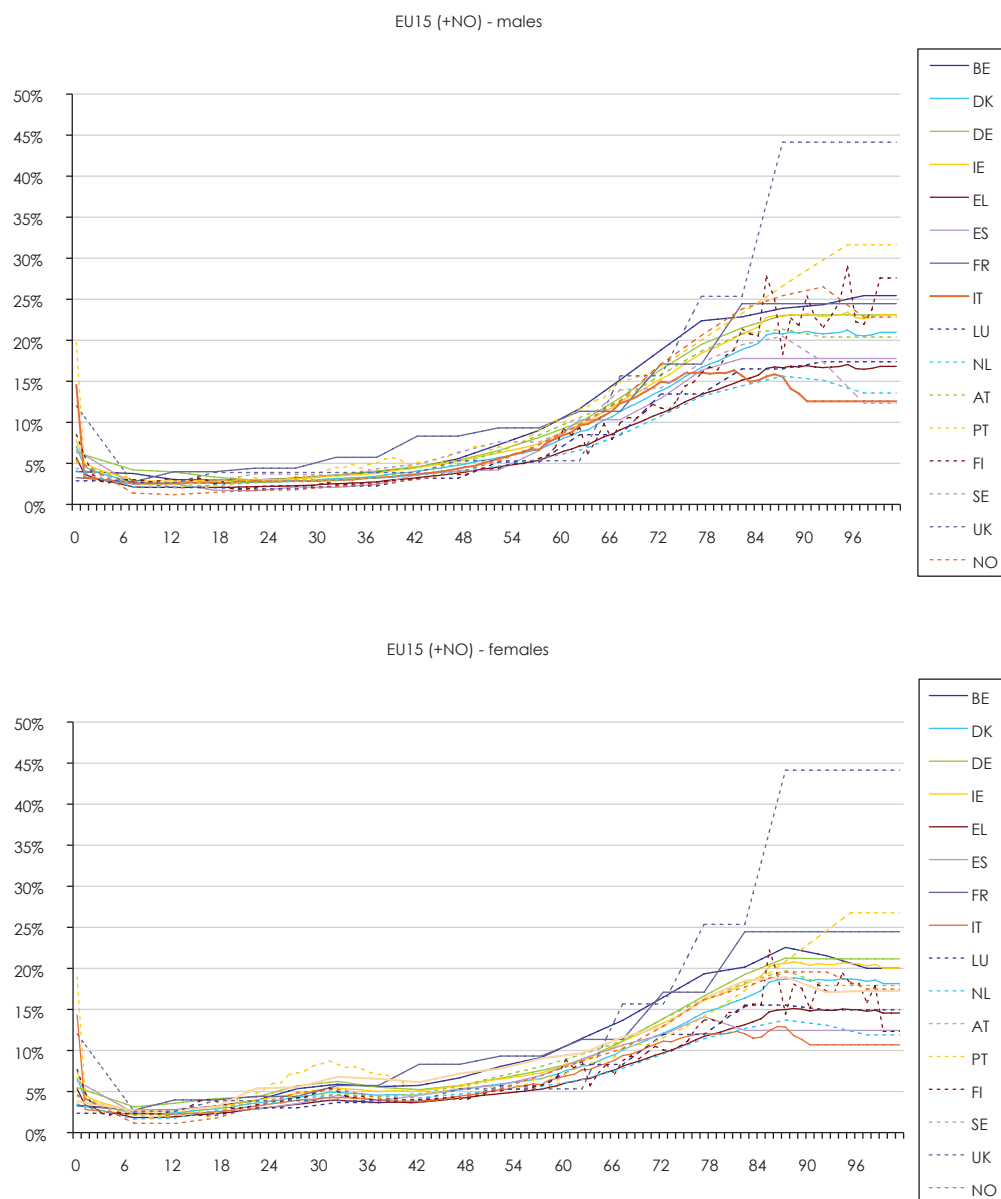 EU15 (+NO) - males
50%
45%
40%
35%
30%
25%
20%
15%
10%
5%
0%
0 6 12 18 24 30 36 42 48 54 60 66 72 78 84 90 96
BE
DK
DE
IE
EL
ES
FR
IT
LU
NL
AT
PT
FI
SE
UK
NO
EU15 (+NO) - females
50%
45%
40%
35%
30%
25%
20%
15%
10%
5%
0%
0 6 12 18 24 30 36 42 48 54 60 66 72 78 84 90 96
BE
DK
DE
IE
EL
ES
FR
IT
LU
NL
AT
PT
FI
SE
UK
NO